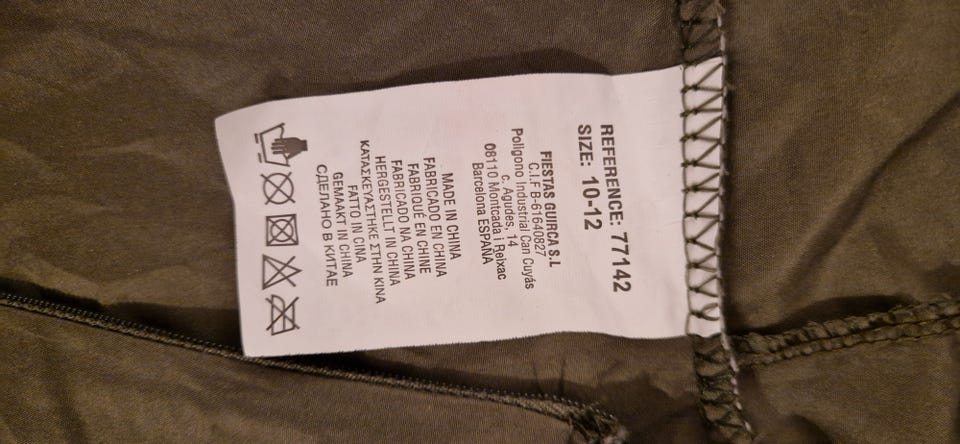 REFERENCE: 77142
SIZE: 10-12
FIESTAS GUIRCA S.L
C.I.F B-61640827
Poligono Industrial Can Cuyás
c. Agudes, 14
08110 Montcada i Reixac
Barcelona ESPAÑA
MADE IN CHINA
FABRICADO EN CHINA
FABRIQUÉ EN CHINE
FABRICADO NA CHINA
HERGESTELLT IN CHINA
ΚΑΤΑΣΚΕΥΑΣΤΗΚΕ ΣΤΗΝ ΚΙΝΑ
FATTO IN CINA
GEMAAKT IN CHINA
СДЕЛАНО В КИТАЕ